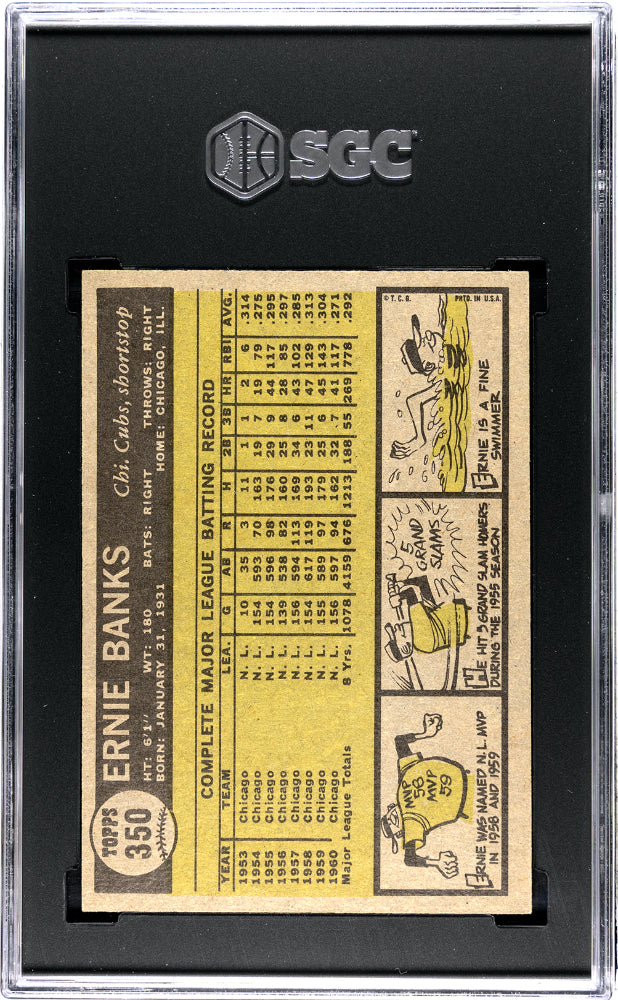 SGC
TOPPS
350
ERNIE BANKS Chi. Cubs, shortstop
HT: 6'1" WT: 180 BATS: RIGHT THROWS: RIGHT
BORN: JANUARY 31, 1931 HOME: CHICAGO, ILL.
COMPLETE MAJOR LEAGUE BATTING RECORD
YEAR TEAM LEA. G AB R H 2B 3B HR RBI AVG.
1953 Chicago N. L. 10 35 3 11 1 1 2 6 .314
1954 Chicago N. L. 154 593 70 163 19 7 19 79 .275
1955 Chicago N. L. 154 596 98 176 29 9 44 117 .295
1956 Chicago N. L. 139 538 82 160 25 8 28 85 .297
1957 Chicago N. L. 156 594 113 169 34 6 43 102 .285
1958 Chicago N. L. 154 617 119 193 23 11 47 129 .313
1959 Chicago N. L. 155 589 97 179 25 6 45 143 .304
1960 Chicago N. L. 156 597 94 162 32 7 41 117 .271
Major League Totals 8 Yrs. 1078 4159 676 1213 188 55 269 778 .292
MVP
58
MVP
59
ERNIE WAS NAMED N.L. MVP
IN 1958 AND 1959
5
GRAND
SLAMS
HE HIT 5 GRAND SLAM HOMERS
DURING THE 1955 SEASON
© T. C. G. PRTD. IN U.S.A.
ERNIE IS A FINE
SWIMMER